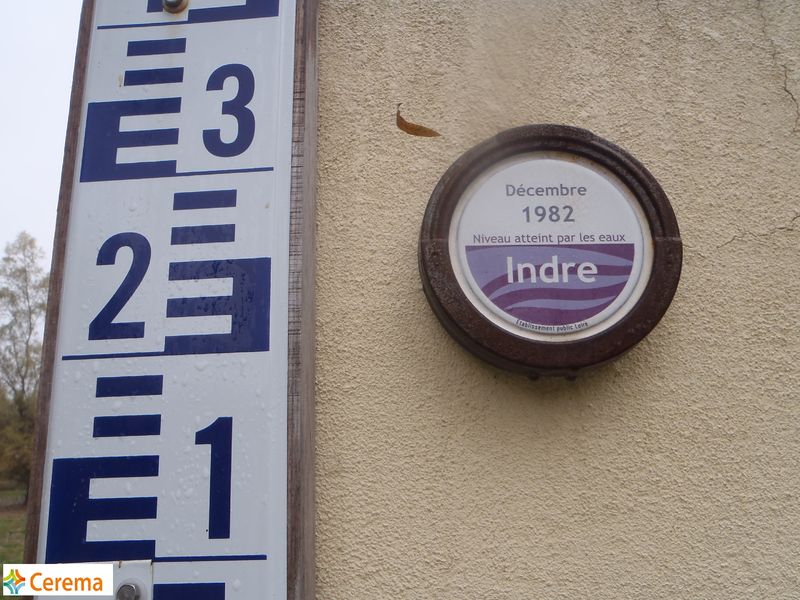 3
2
1
Décembre
1982
Niveau atteint par les eaux
Indre
Etablissement public Loire
Cerema